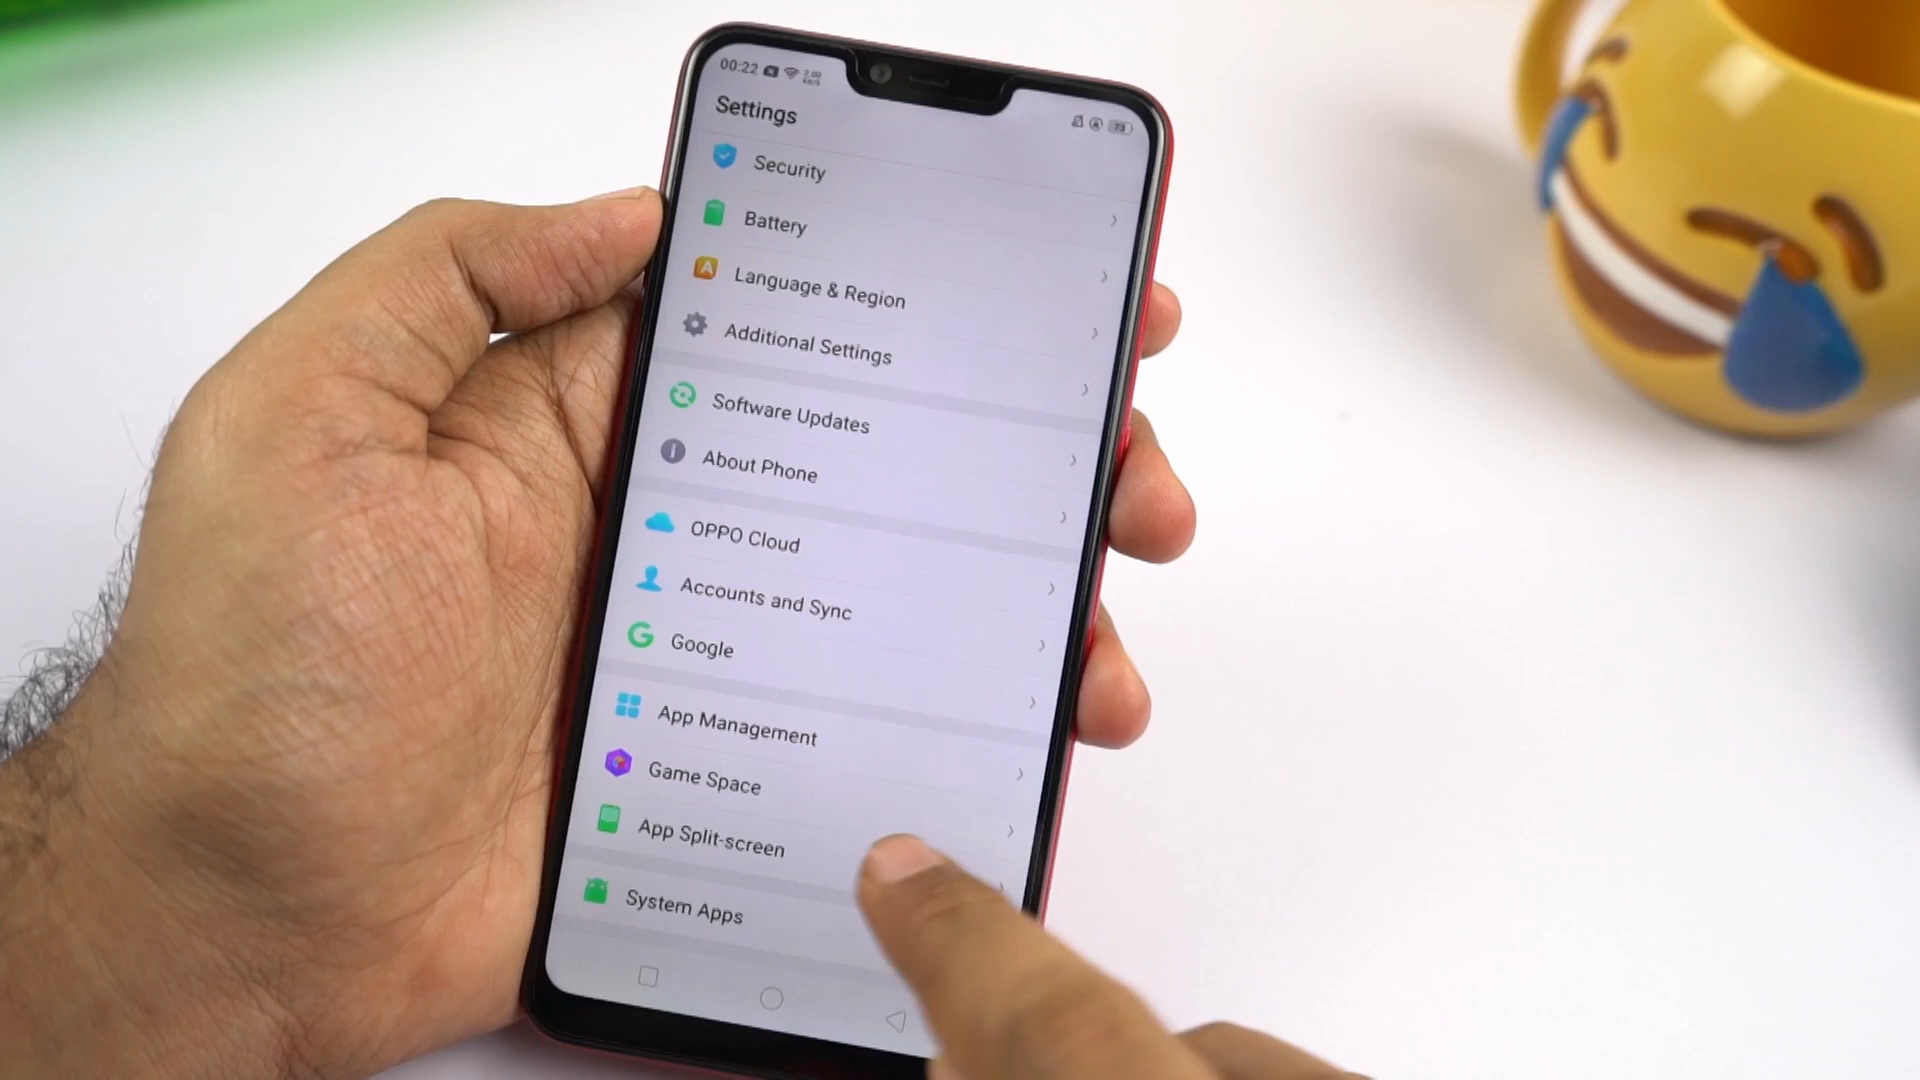 00:22
Settings
Security
Battery
Language & Region
Additional Settings
Software Updates
About Phone
OPPO Cloud
Accounts and Sync
Google
App Management
Game Space
App Split-screen
System Apps